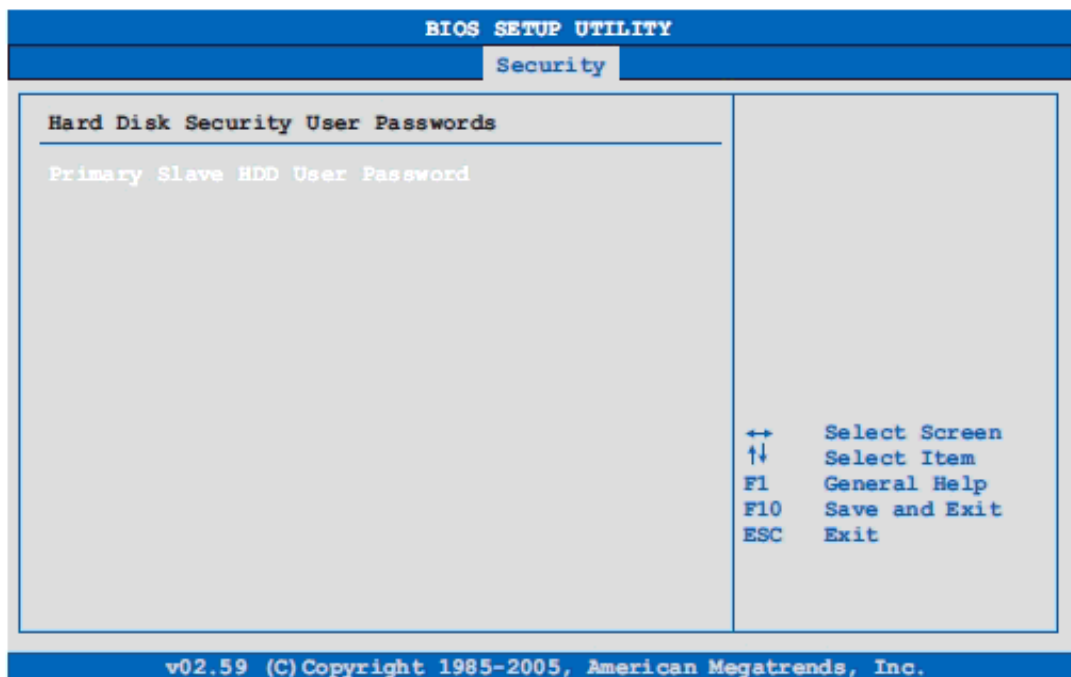 BIOS SETUP UTILITY
Security
Hard Disk Security User Passwords
Primary Slave HDD User Password
↔ Select Screen
↑↓ Select Item
F1 General Help
F10 Save and Exit
ESC Exit
v02.59 (C)Copyright 1985-2005, American Megatrends, Inc.